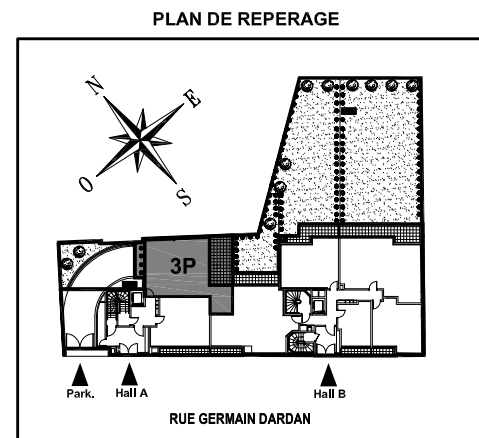 PLAN DE REPERAGE
N
E
O
S
3P
Park.
Hall A
Hall B
RUE GERMAIN DARDAN